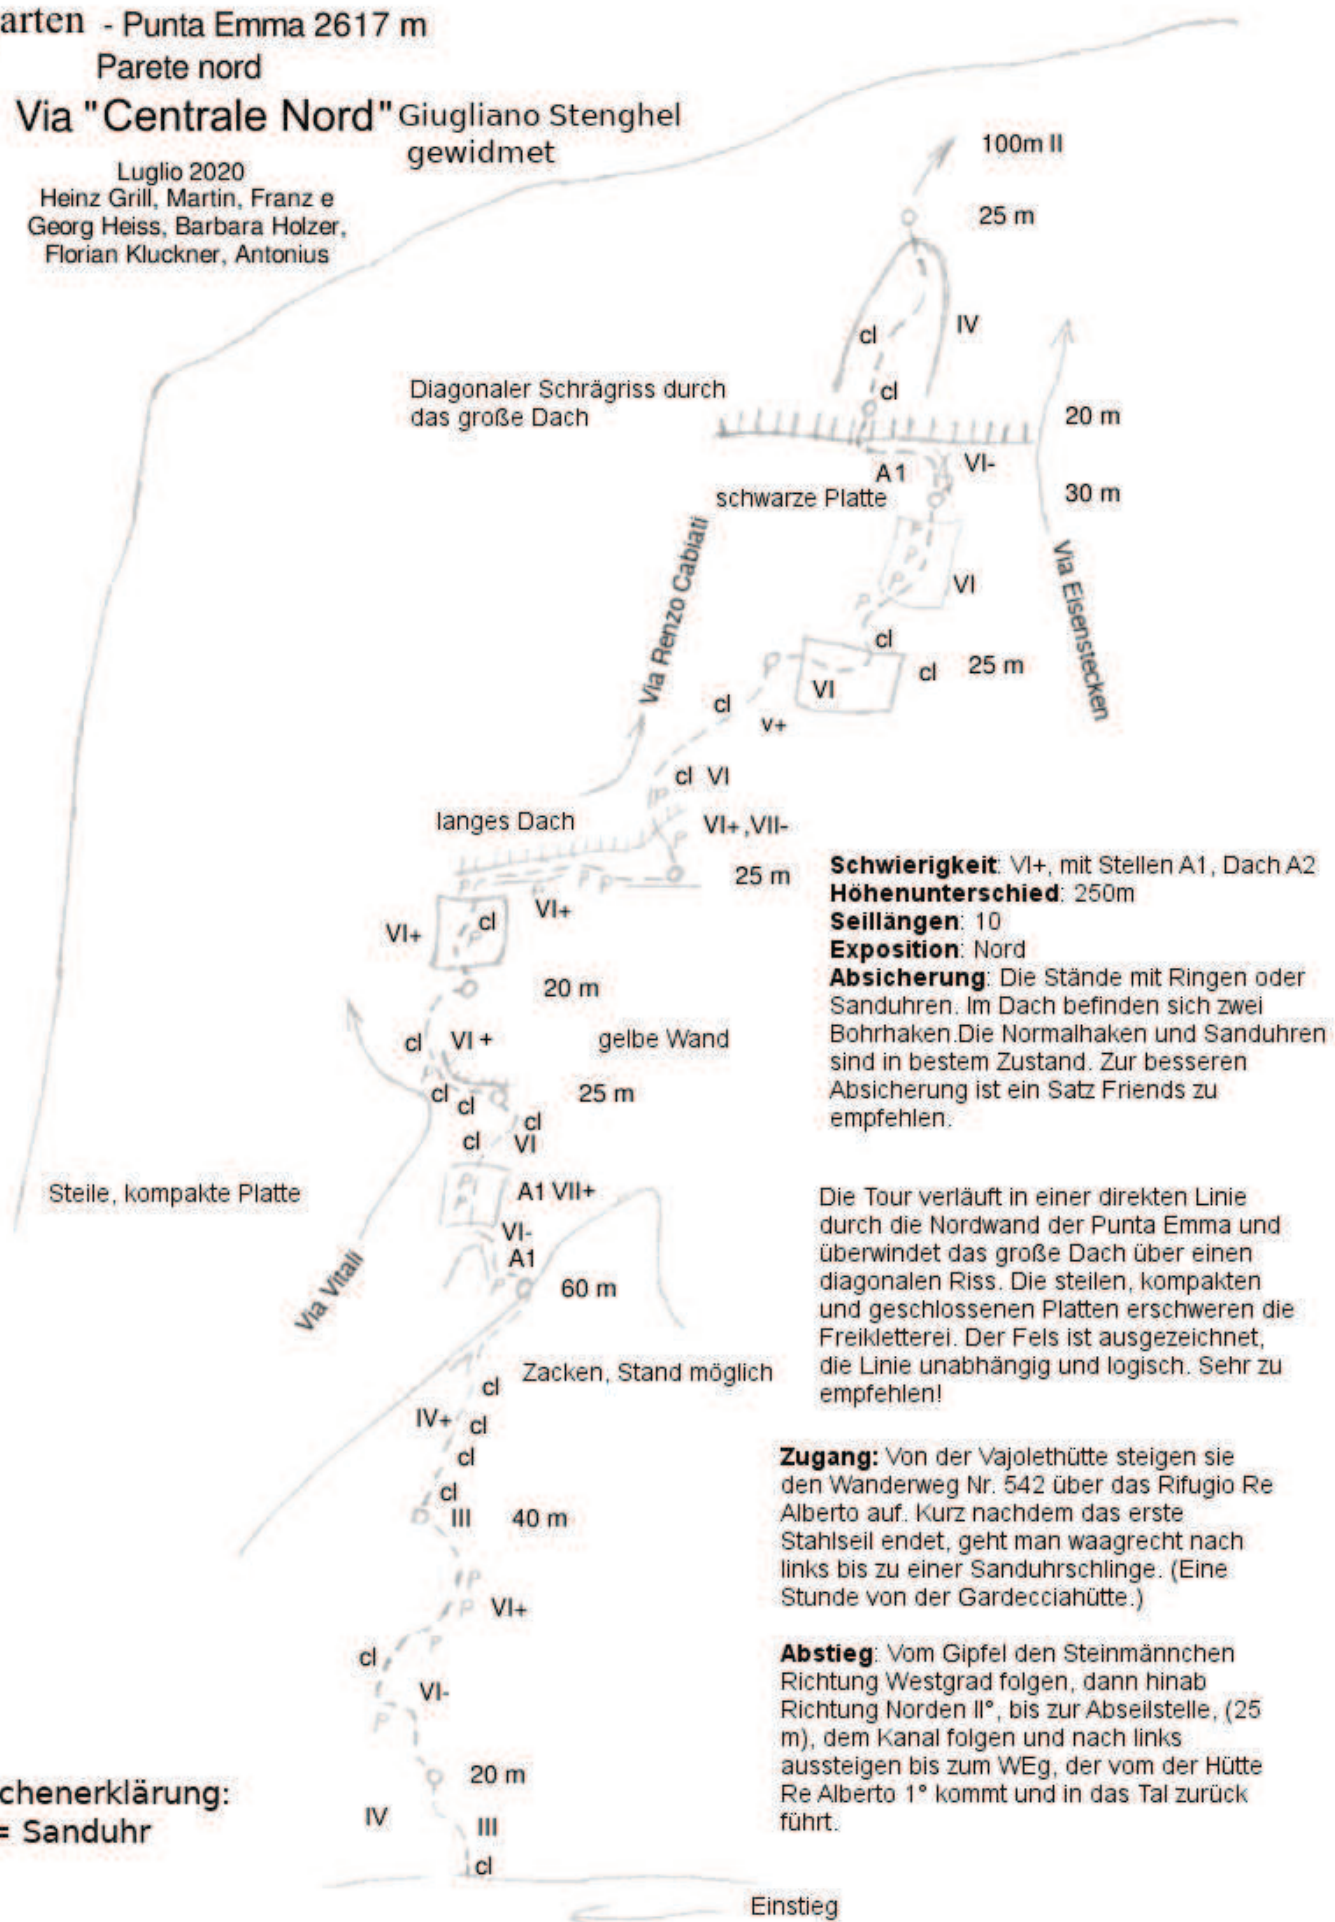 arten - Punta Emma 2617 m
Parete nord
Via "Centrale Nord" Giugliano Stenghel
gewidmet
Luglio 2020
Heinz Grill, Martin, Franz e
Georg Heiss, Barbara Holzer,
Florian Kluckner, Antonius
100m II
25 m
IV
cl
Diagonaler Schrägriss durch
das große Dach
cl
20 m
A1
VI-
schwarze Platte
30 m
Via Renzo Cabiati
Via Eisenstecken
P
P
P
P
VI
cl
cl
25 m
VI
cl
v+
cl VI
P
langes Dach
VI+,VII-
P
25 m
P
P
P
P
VI+
VI+
cl
P
20 m
cl
VI +
gelbe Wand
P
cl
cl
25 m
cl
cl
VI
Steile, kompakte Platte
P
P
A1 VII+
VI-
A1
Via Vitali
P
60 m
Zacken, Stand möglich
cl
IV+
cl
cl
cl
III
40 m
P
P
VI+
P
cl
VI-
P
20 m
IV
III
cl
Einstieg
chenerklärung:
= Sanduhr
Schwierigkeit: VI+, mit Stellen A1, Dach A2
Höhenunterschied: 250m
Seillängen: 10
Exposition: Nord
Absicherung: Die Stände mit Ringen oder
Sanduhren. Im Dach befinden sich zwei
Bohrhaken.Die Normalhaken und Sanduhren
sind in bestem Zustand. Zur besseren
Absicherung ist ein Satz Friends zu
empfehlen.
Die Tour verläuft in einer direkten Linie
durch die Nordwand der Punta Emma und
überwindet das große Dach über einen
diagonalen Riss. Die steilen, kompakten
und geschlossenen Platten erschweren die
Freikletterei. Der Fels ist ausgezeichnet,
die Linie unabhängig und logisch. Sehr zu
empfehlen!
Zugang: Von der Vajolethütte steigen sie
den Wanderweg Nr. 542 über das Rifugio Re
Alberto auf. Kurz nachdem das erste
Stahlseil endet, geht man waagrecht nach
links bis zu einer Sanduhrschlinge. (Eine
Stunde von der Gardecciahütte.)
Abstieg: Vom Gipfel den Steinmännchen
Richtung Westgrad folgen, dann hinab
Richtung Norden II°, bis zur Abseilstelle, (25
m), dem Kanal folgen und nach links
aussteigen bis zum WEg, der vom der Hütte
Re Alberto 1° kommt und in das Tal zurück
führt.